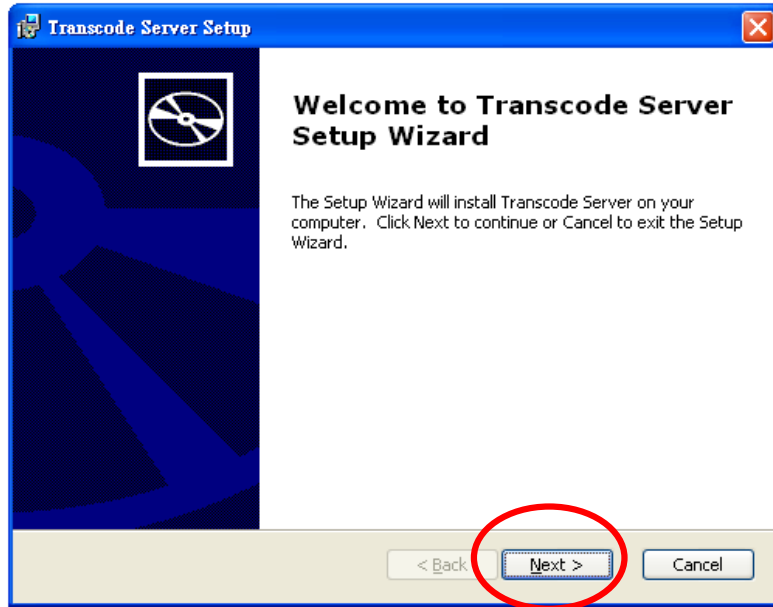 Transcode Server Setup
Welcome to Transcode Server
Setup Wizard
The Setup Wizard will install Transcode Server on your
computer. Click Next to continue or Cancel to exit the Setup
Wizard.
< Back Next > Cancel